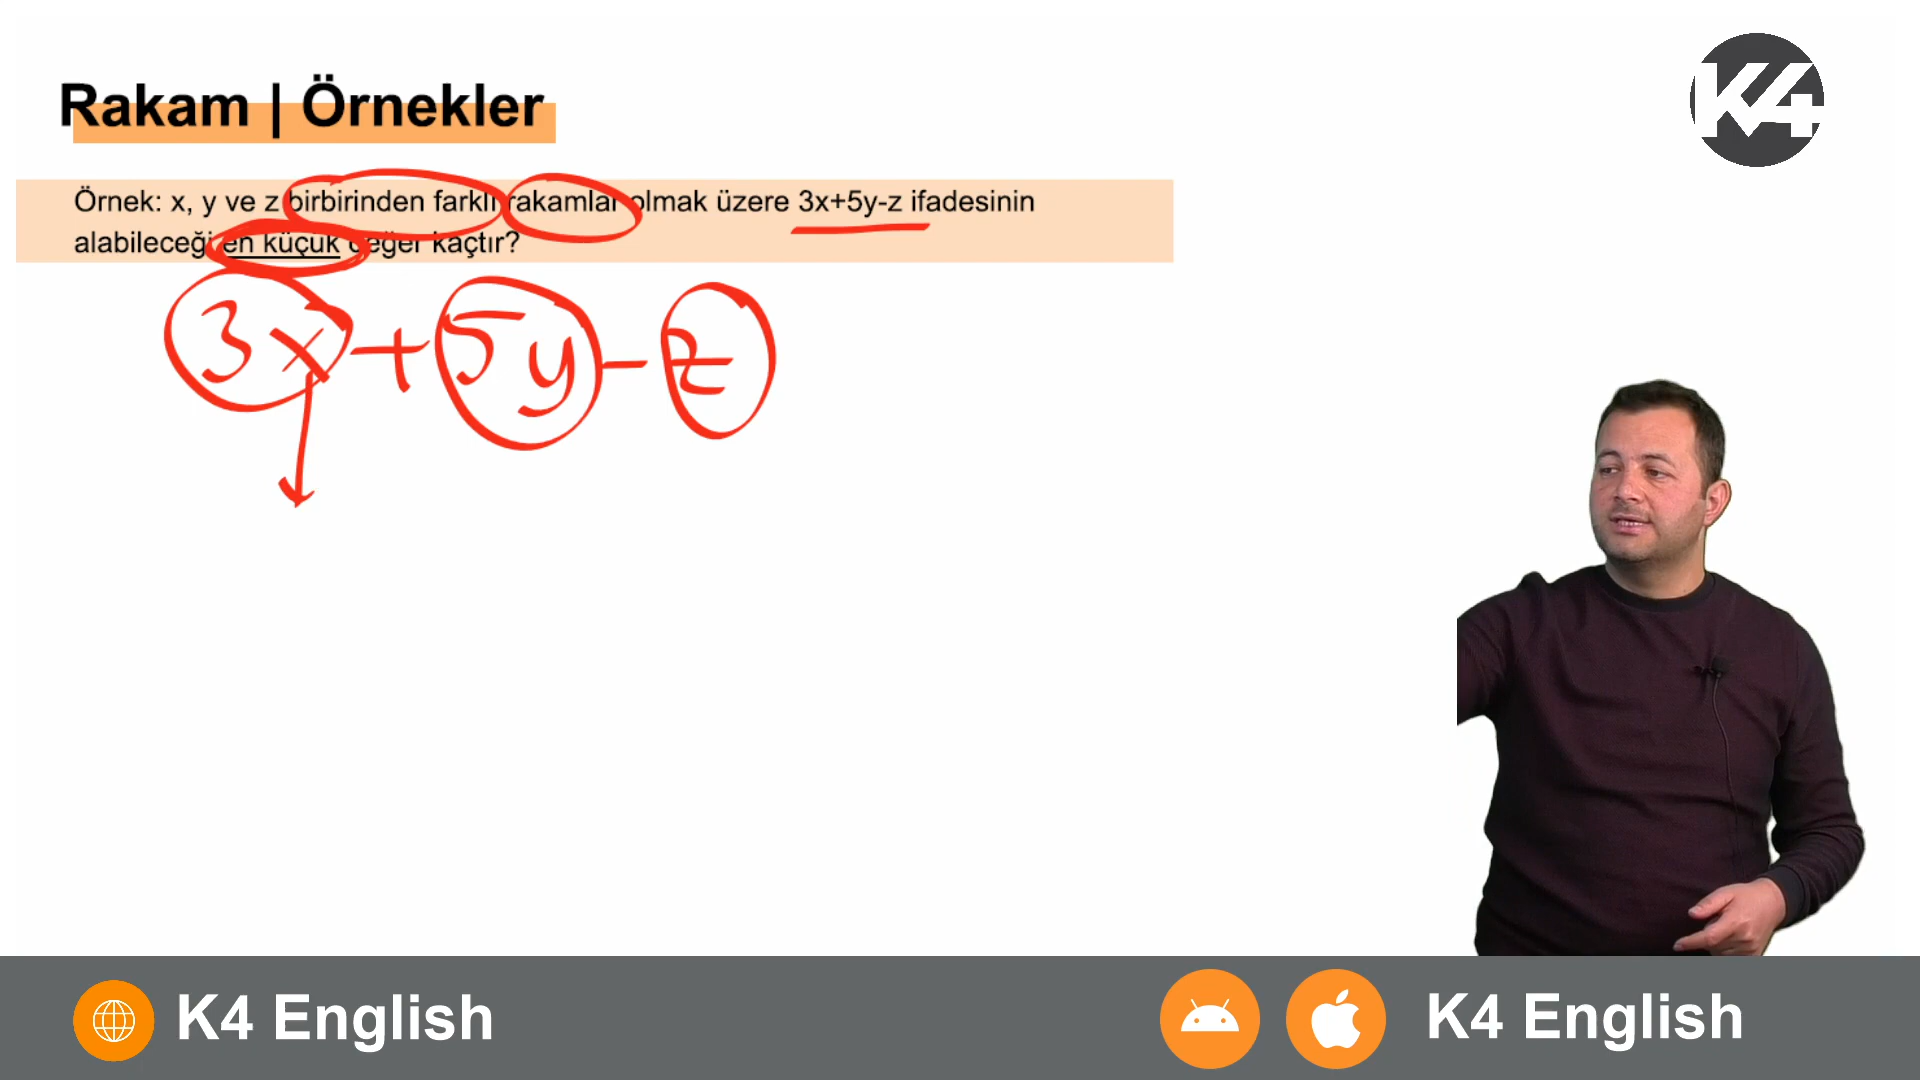 K4
Rakam | Örnekler
Örnek: x, y ve z birbirinden farklı rakamlar olmak üzere 3x+5y-z ifadesinin
alabileceği en küçük değer kaçtır?
3x+5y-z
K4 English
K4 English